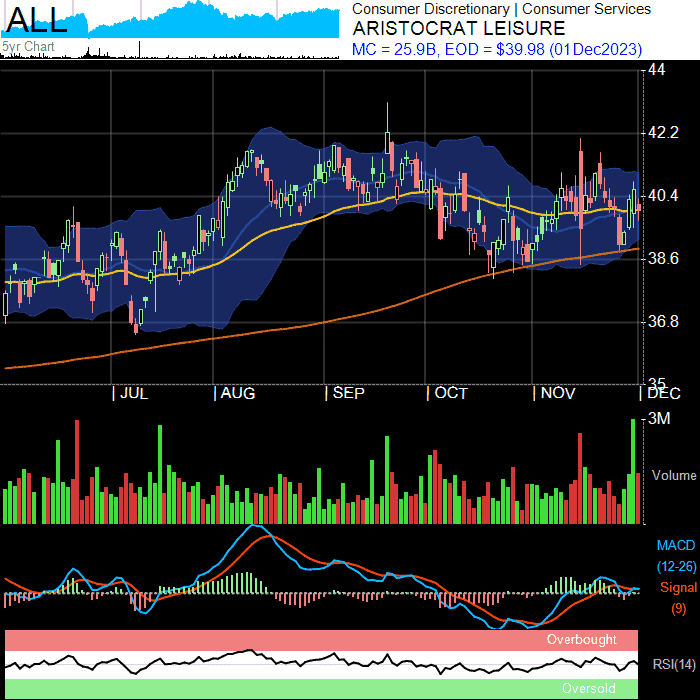 ALL
5yr Chart
Consumer Discretionary | Consumer Services
ARISTOCRAT LEISURE
MC = 25.9B, EOD = $39.98 (01Dec2023)
44
42.2
40.4
38.6
36.8
35
| JUL
| AUG
| SEP
| OCT
| NOV
| DEC
3M
Volume
MACD
(12-26)
Signal
(9)
Overbought
RSI(14)
Oversold